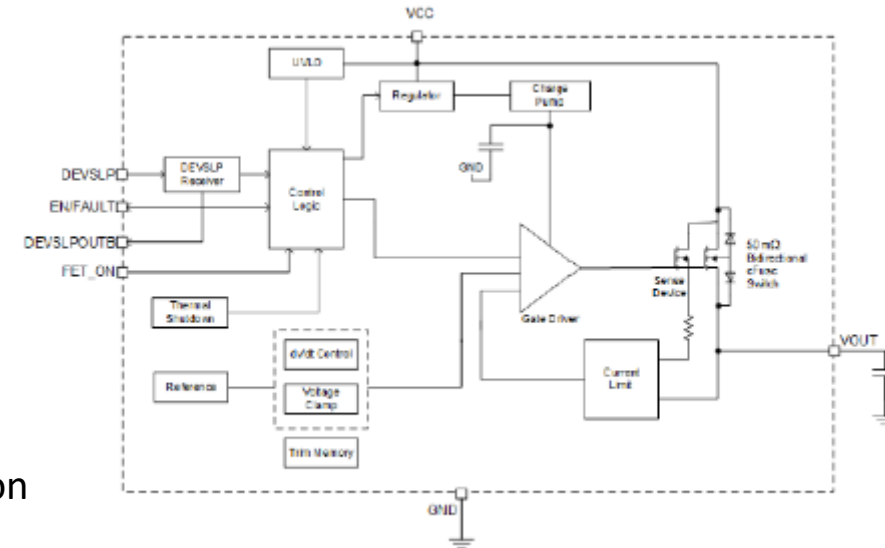 VCC
UVLO
Regulator
Charge
Pump
GND
DEVSLP
DEVSLP
Receiver
Control
Logic
EN/FAULT
DEVSLPOUTB
FET_ON
Thermal
Shutdown
Gate Driver
Sense
Device
50 mΩ
Bidirectional
eFuse
Switch
Reference
dv/dt Control
Voltage
Clamp
Trim Memory
Current
Limit
VOUT
on
GND